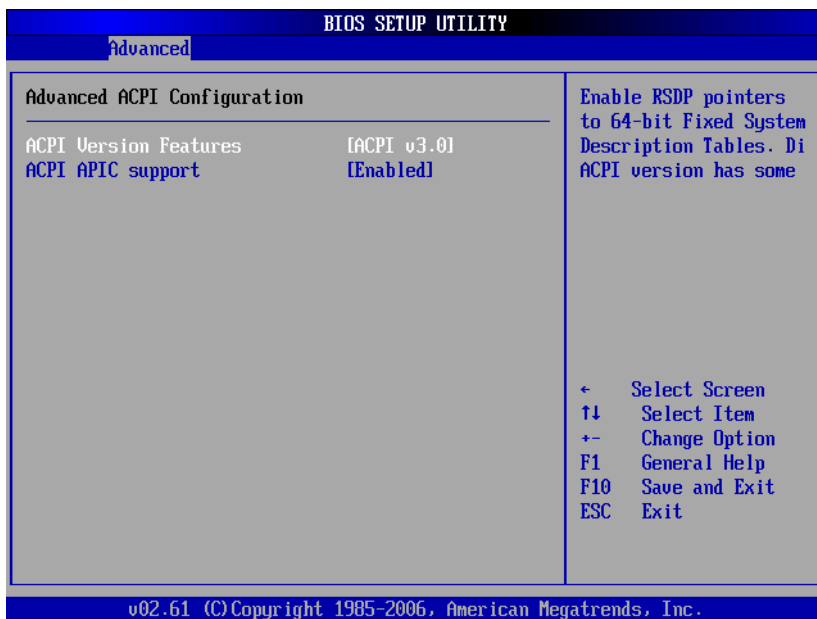 BIOS SETUP UTILITY
Advanced
Advanced ACPI Configuration
ACPI Version Features [ACPI v3.0]
ACPI APIC support [Enabled]
Enable RSDP pointers
to 64-bit Fixed System
Description Tables. Di
ACPI version has some
← Select Screen
↑↓ Select Item
+- Change Option
F1 General Help
F10 Save and Exit
ESC Exit
v02.61 (C)Copyright 1985-2006, American Megatrends, Inc.